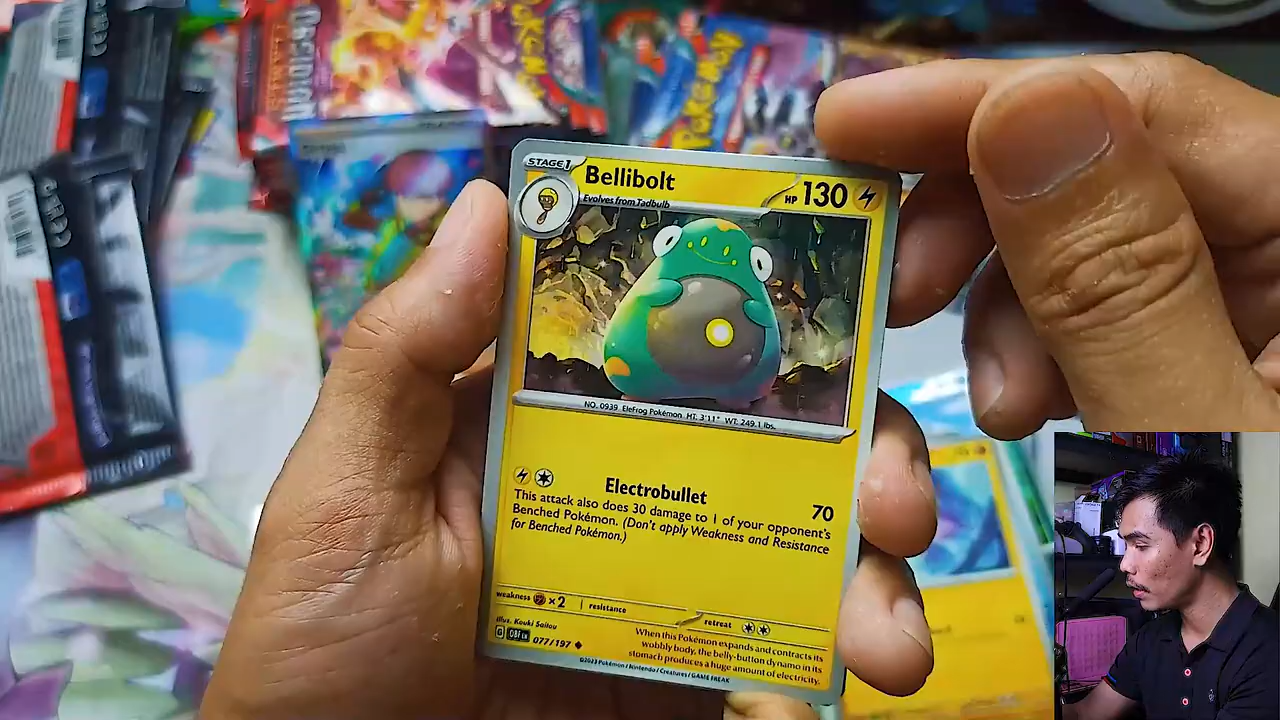 Pokémon
STAGE 1
Bellibolt
HP 130
Evolves from Tadbulb
NO. 0939 EleFrog Pokémon HT: 3'11" WT: 249.1 lbs.
Electrobullet 70
This attack also does 30 damage to 1 of your opponent's
Benched Pokémon. (Don't apply Weakness and Resistance
for Benched Pokémon.)
weakness ×2 resistance retreat
Illus. Kouki Saitou
G OBF EN 077/197
When this Pokémon expands and contracts its
wobbly body, the belly-button dynamo in its
stomach produces a huge amount of electricity.
©2023 Pokémon / Nintendo / Creatures / GAME FREAK